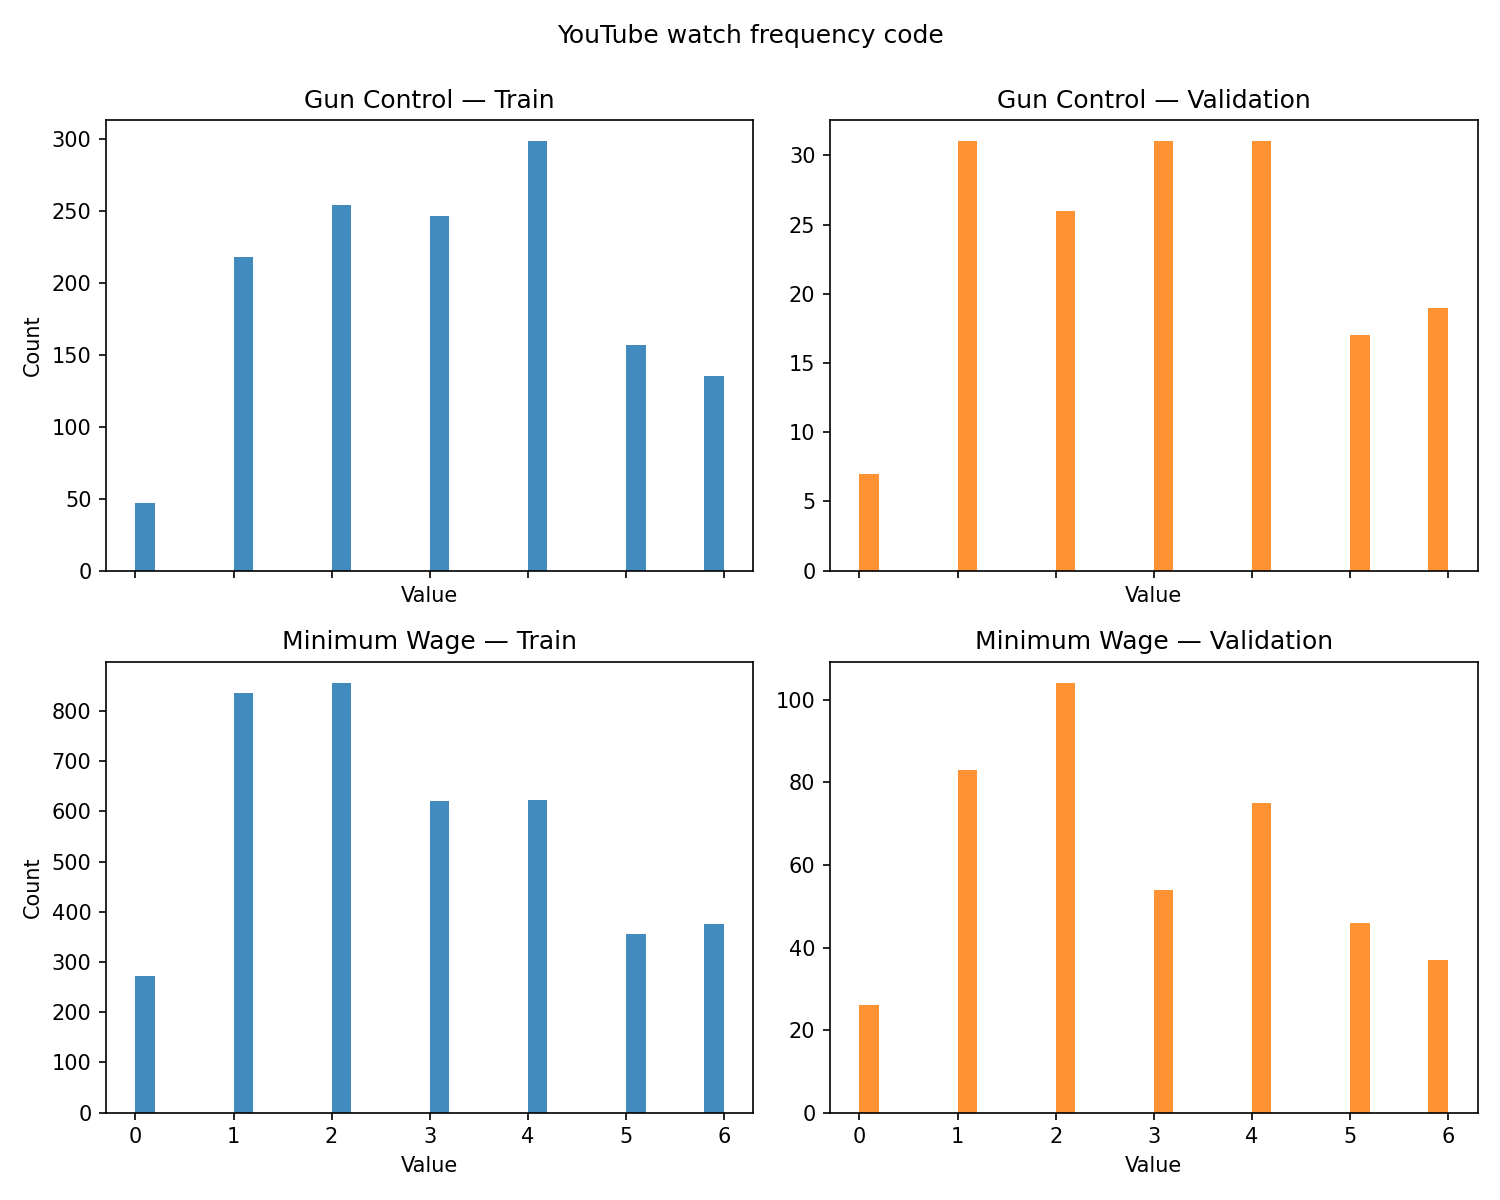 YouTube watch frequency code
Gun Control — Train
Gun Control — Validation
300
250
200
150
100
50
0
Count
Value
30
25
20
15
10
5
0
Value
Minimum Wage — Train
Minimum Wage — Validation
800
700
600
500
400
300
200
100
0
Count
0 1 2 3 4 5 6
Value
100
80
60
40
20
0
0 1 2 3 4 5 6
Value